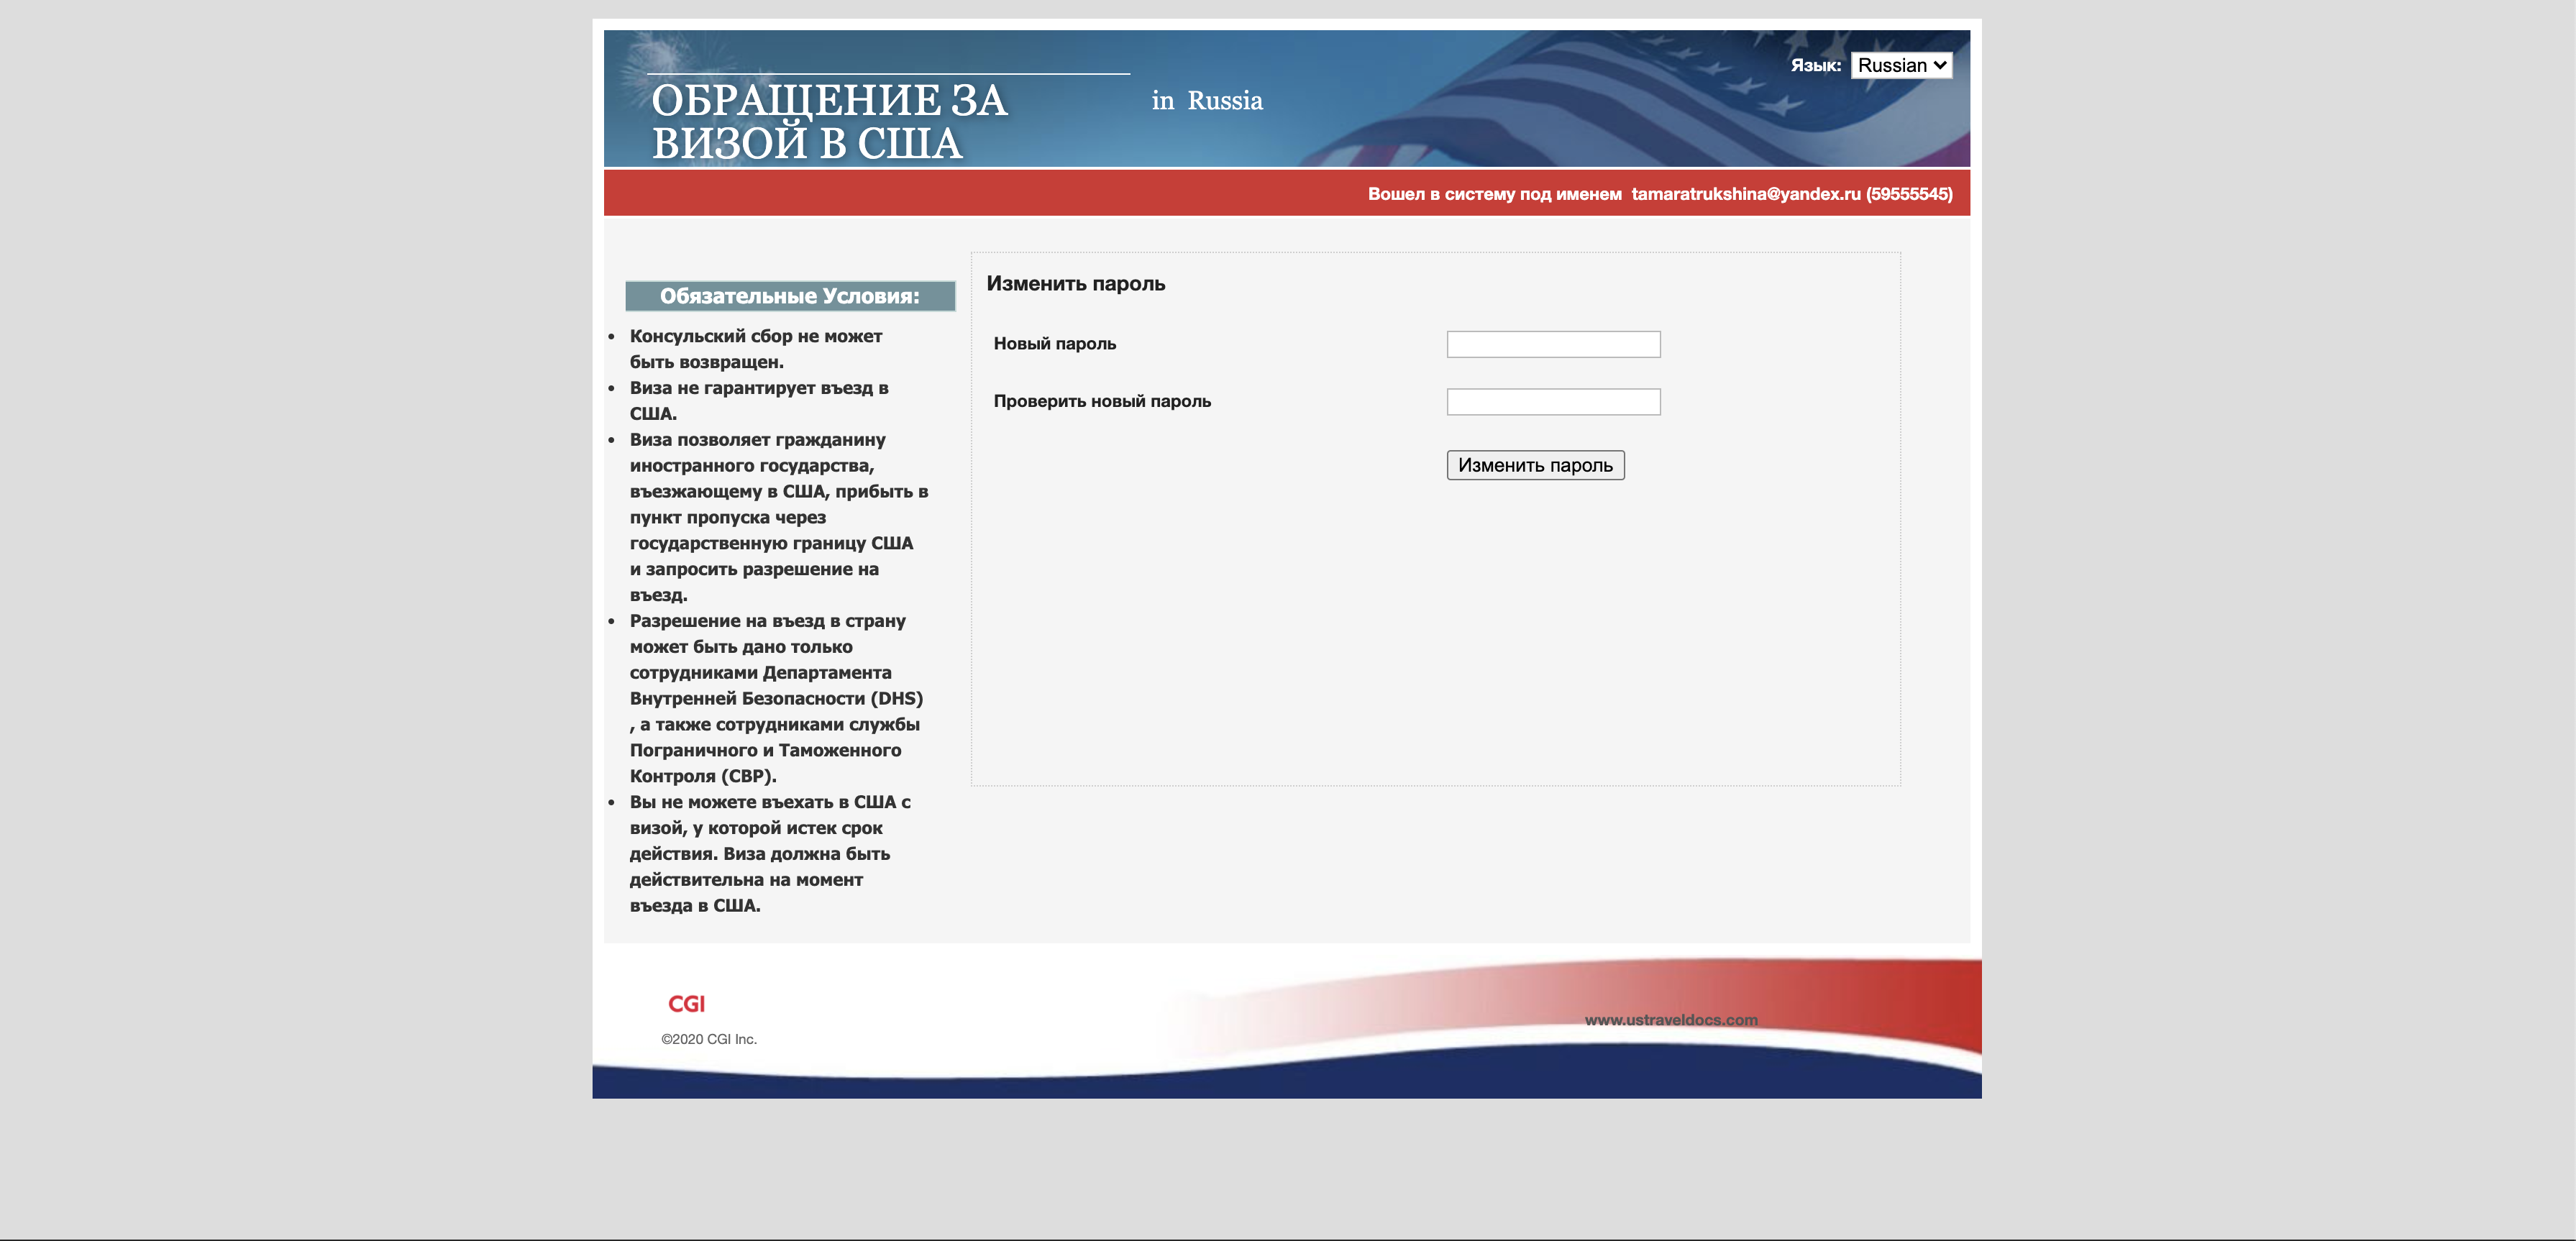 Язык: Russian
ОБРАЩЕНИЕ ЗА
ВИЗОЙ В США
in Russia
Вошел в систему под именем tamaratrukshina@yandex.ru (59555545)
Обязательные Условия:
• Консульский сбор не может
быть возвращен.
• Виза не гарантирует въезд в
США.
• Виза позволяет гражданину
иностранного государства,
въезжающему в США, прибыть в
пункт пропуска через
государственную границу США
и запросить разрешение на
въезд.
• Разрешение на въезд в страну
может быть дано только
сотрудниками Департамента
Внутренней Безопасности (DHS)
, а также сотрудниками службы
Пограничного и Таможенного
Контроля (CBP).
• Вы не можете въехать в США с
визой, у которой истек срок
действия. Виза должна быть
действительна на момент
въезда в США.
Изменить пароль
Новый пароль
Проверить новый пароль
Изменить пароль
CGI
©2020 CGI Inc.
www.ustraveldocs.com